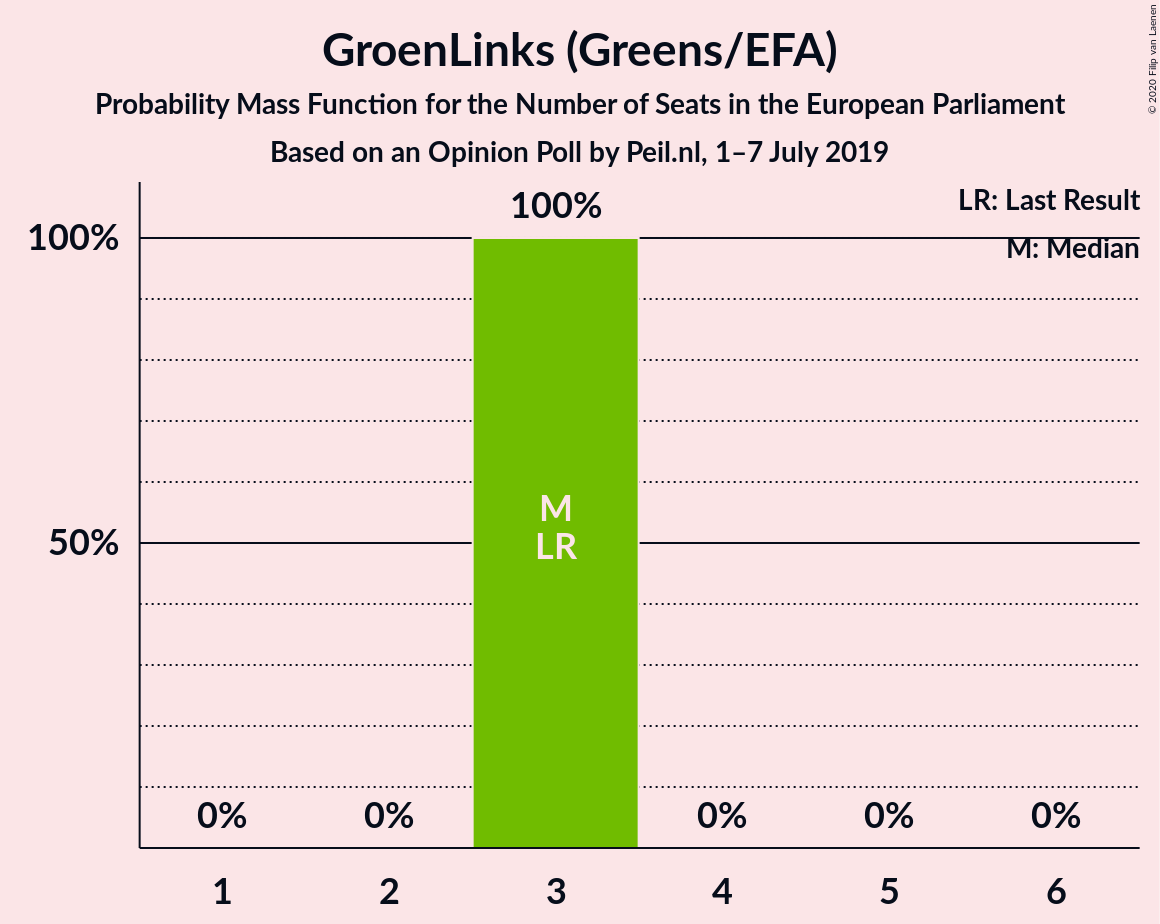 GroenLinks (Greens/EFA)
Probability Mass Function for the Number of Seats in the European Parliament
Based on an Opinion Poll by Peil.nl, 1–7 July 2019
© 2020 Filip van Laenen
LR: Last Result
M: Median
100%
100%
50%
M
LR
0%
0%
0%
0%
0%
1
2
3
4
5
6